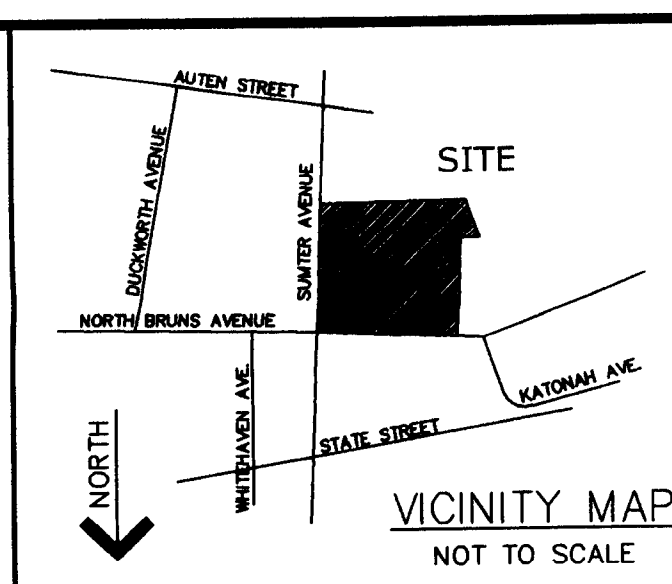 AUTEN STREET
DUCKWORTH AVENUE
SUMTER AVENUE
SITE
NORTH BRUNS AVENUE
WHITEHAVEN AVE.
KATONAH AVE.
STATE STREET
NORTH
VICINITY MAP
NOT TO SCALE